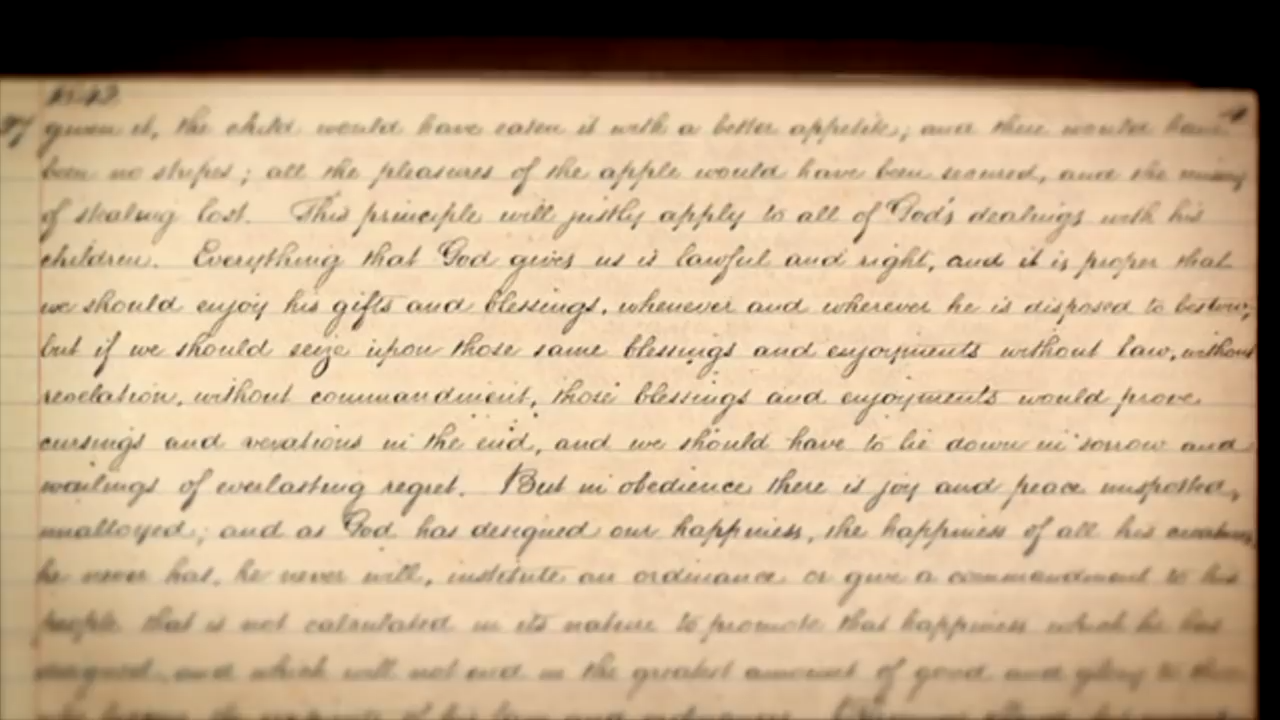 given it, the child would have eaten it with a better appetite; and there would have
been no stripes; all the pleasures of the apple would have been secured, and the misery
of stealing lost. This principle will justly apply to all of God's dealings with his
children. Everything that God gives us is lawful and right, and it is proper that
we should enjoy his gifts and blessings, whenever and wherever he is disposed to bestow;
but if we should seize upon those same blessings and enjoyments without law, without
revelation, without commandment, those blessings and enjoyments would prove
cursings and vexations in the end, and we should have to lie down in sorrow and
wailings of everlasting regret. But in obedience there is joy and peace unspotted,
unalloyed; and as God has designed our happiness, the happiness of all his creatures,
he never has, he never will, institute an ordinance or give a commandment to his
people that is not calculated in its nature to promote that happiness which he has
designed, and which will not end in the greatest amount of good and glory to those